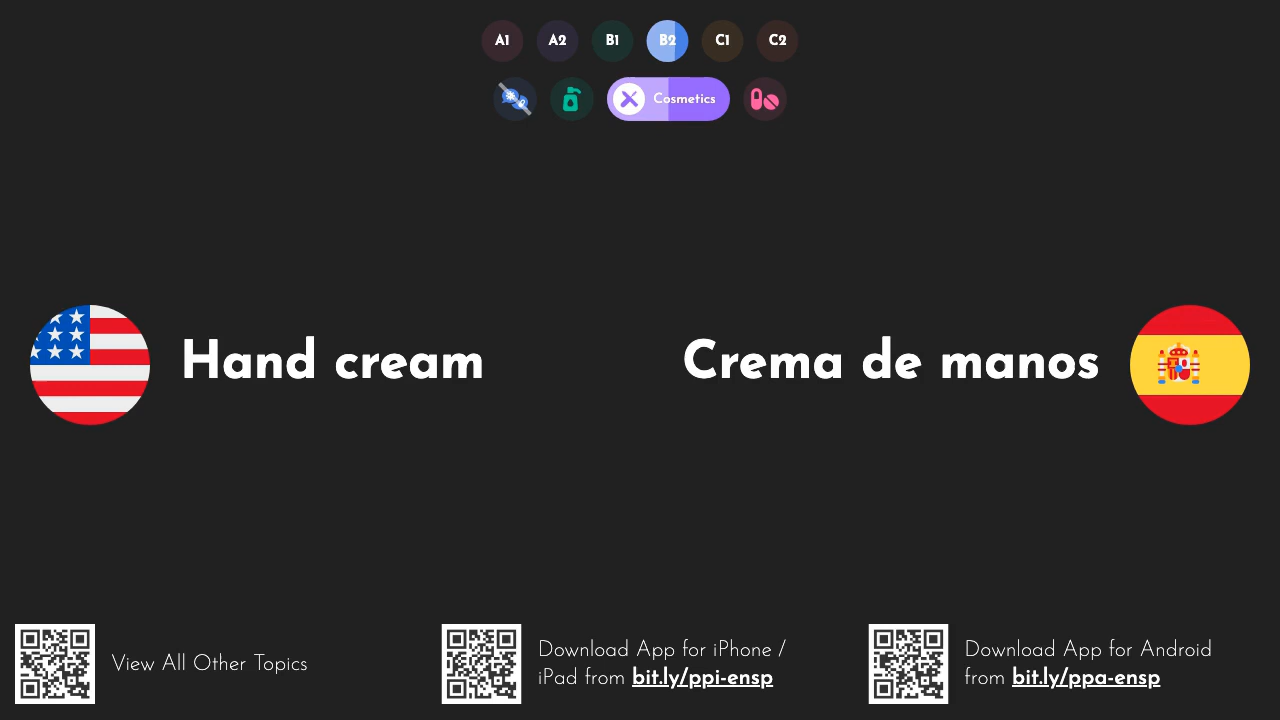 A1 A2 B1 B2 C1 C2
Cosmetics
Hand cream
Crema de manos
View All Other Topics
Download App for iPhone /
iPad from bit.ly/ppi-ensp
Download App for Android
from bit.ly/ppa-ensp